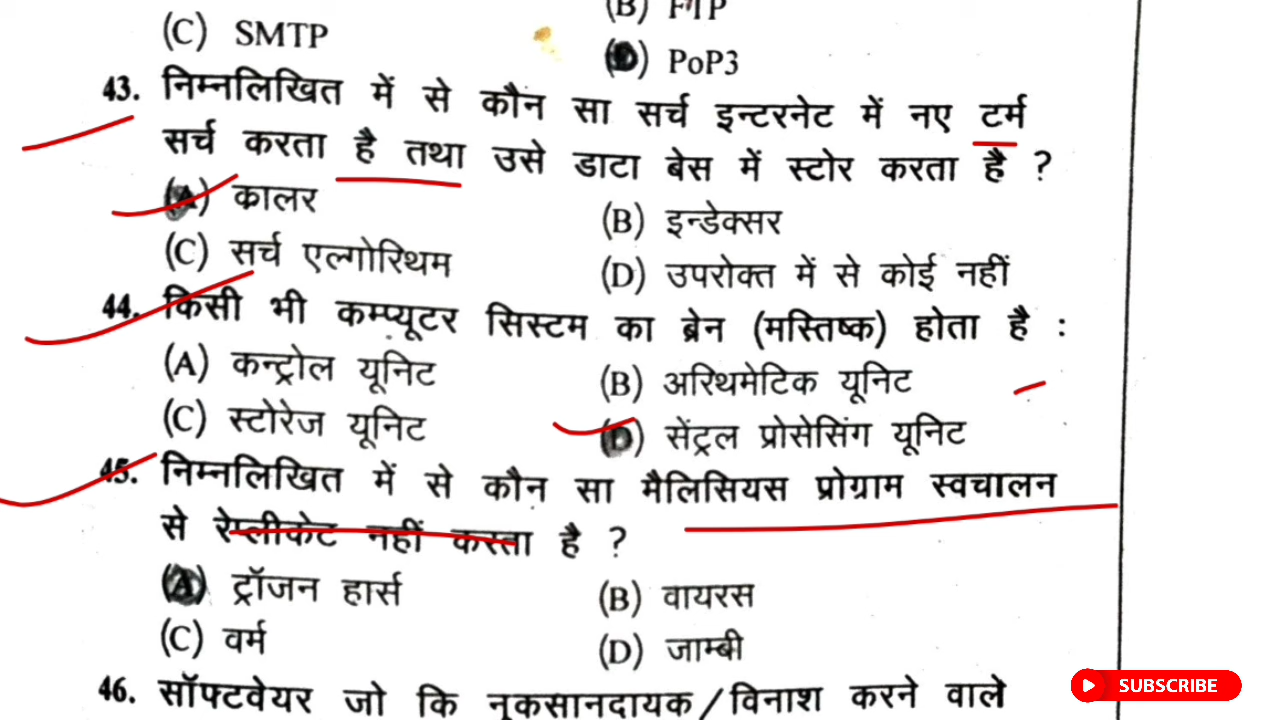 (B) FTP
(C) SMTP
(D) PoP3
43. निम्नलिखित में से कौन सा सर्च इन्टरनेट में नए टर्म
सर्च करता है तथा उसे डाटा बेस में स्टोर करता है ?
(A) कालर
(B) इन्डेक्सर
(C) सर्च एल्गोरिथम
(D) उपरोक्त में से कोई नहीं
44. किसी भी कम्प्यूटर सिस्टम का ब्रेन (मस्तिष्क) होता है :
(A) कन्ट्रोल यूनिट
(B) अरिथमेटिक यूनिट
(C) स्टोरेज यूनिट
(D) सेंट्रल प्रोसेसिंग यूनिट
45. निम्नलिखित में से कौन सा मैलिसियस प्रोग्राम स्वचालन
से रेप्लीकेट नहीं करता है ?
(A) ट्रॉजन हार्स
(B) वायरस
(C) वर्म
(D) जाम्बी
46. सॉफ्टवेयर जो कि नुकसानदायक/विनाश करने वाले
SUBSCRIBE